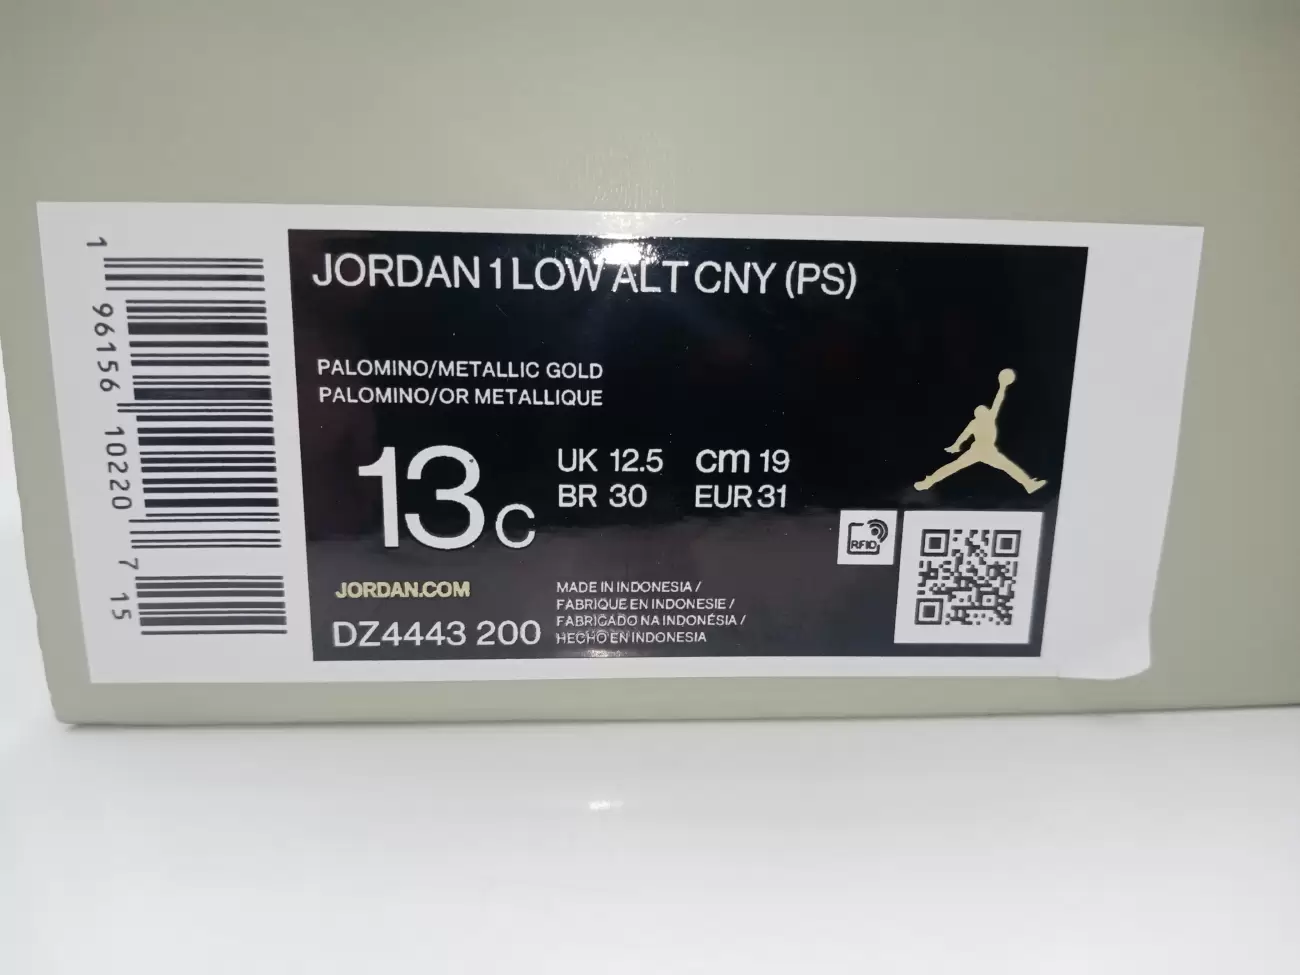 1 96156 10220 7 15
JORDAN 1 LOW ALT CNY (PS)
PALOMINO/METALLIC GOLD
PALOMINO/OR METALLIQUE
13C
UK 12.5 cm 19
BR 30 EUR 31
RFID
JORDAN.COM
DZ4443 200
MADE IN INDONESIA /
FABRIQUE EN INDONESIE /
FABRICADO NA INDONÉSIA /
HECHO EN INDONESIA